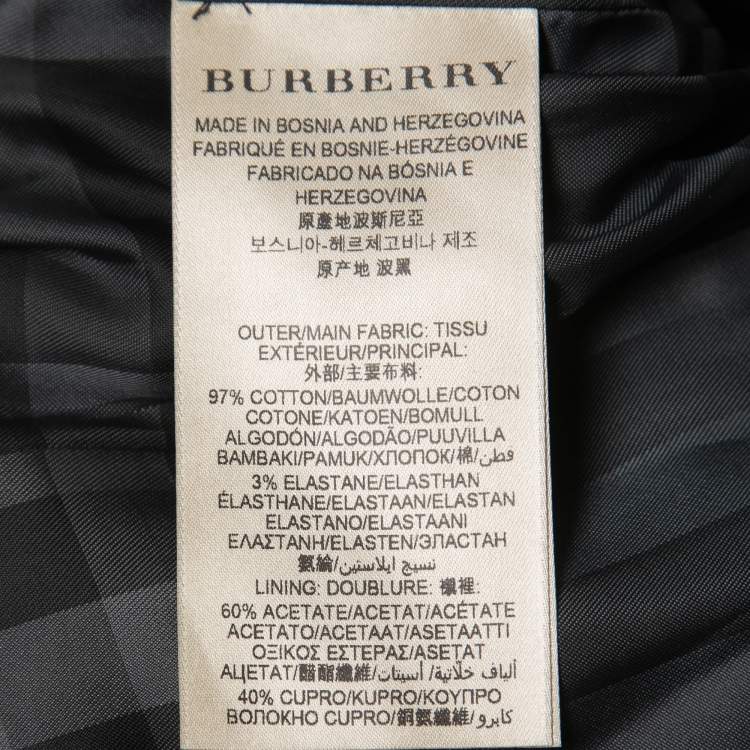 BURBERRY
MADE IN BOSNIA AND HERZEGOVINA
FABRIQUÉ EN BOSNIE-HERZÉGOVINE
FABRICADO NA BÓSNIA E
HERZEGOVINA
原產地波斯尼亞
보스니아-헤르체고비나 제조
原产地 波黑
OUTER/MAIN FABRIC: TISSU
EXTÉRIEUR/PRINCIPAL:
外部/主要布料:
97% COTTON/BAUMWOLLE/COTON
COTONE/KATOEN/BOMULL
ALGODÓN/ALGODÃO/PUUVILLA
BAMBAKI/PAMUK/ХЛОПОК/棉/قطن
3% ELASTANE/ELASTHAN
ÉLASTHANE/ELASTAAN/ELASTAN
ELASTANO/ELASTAANI
ΕΛΑΣΤΑΝΗ/ELASTEN/ЭЛАСТАН
氨綸/نسيج ايلاستين
LINING: DOUBLURE: 襯裡:
60% ACETATE/ACETAT/ACÉTATE
ACETATO/ACETAAT/ASETAATTI
ΟΞΙΚΟΣ ΕΣΤΕΡΑΣ/ASETAT
АЦЕТАТ/醋酯纖維/ألياف خلّاتية/ أسيتات
40% CUPRO/KUPRO/ΚΟΥΠΡΟ
ВОЛОКНО CUPRO/銅氨纖維/كابرو